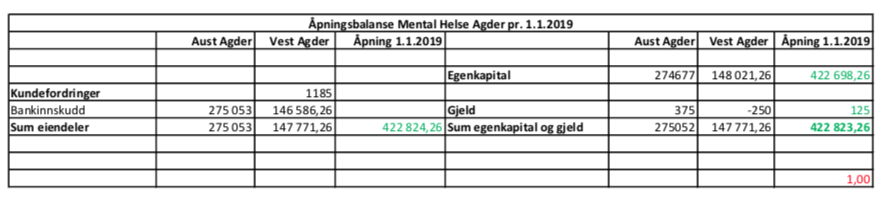 Åpningsbalanse Mental Helse Agder pr. 1.1.2019
Aust Agder Vest Agder Åpning 1.1.2019 Aust Agder Vest Agder Åpning 1.1.2019
Egenkapital 274677 148 021,26 422 698,26
Kundefordringer 1185
Bankinnskudd 275 053 146 586,26 Gjeld 375 -250 125
Sum eiendeler 275 053 147 771,26 422 824,26 Sum egenkapital og gjeld 275052 147 771,26 422 823,26
1,00